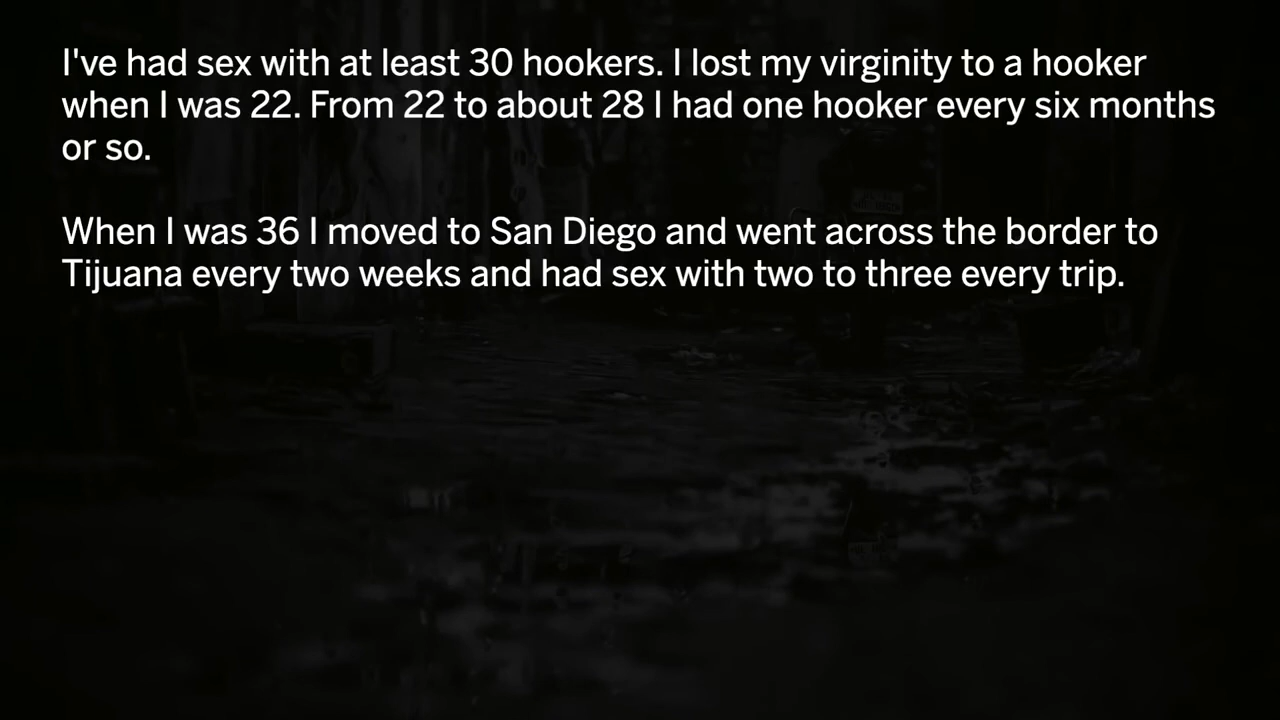 I've had sex with at least 30 hookers. I lost my virginity to a hooker
when I was 22. From 22 to about 28 I had one hooker every six months
or so.
When I was 36 I moved to San Diego and went across the border to
Tijuana every two weeks and had sex with two to three every trip.